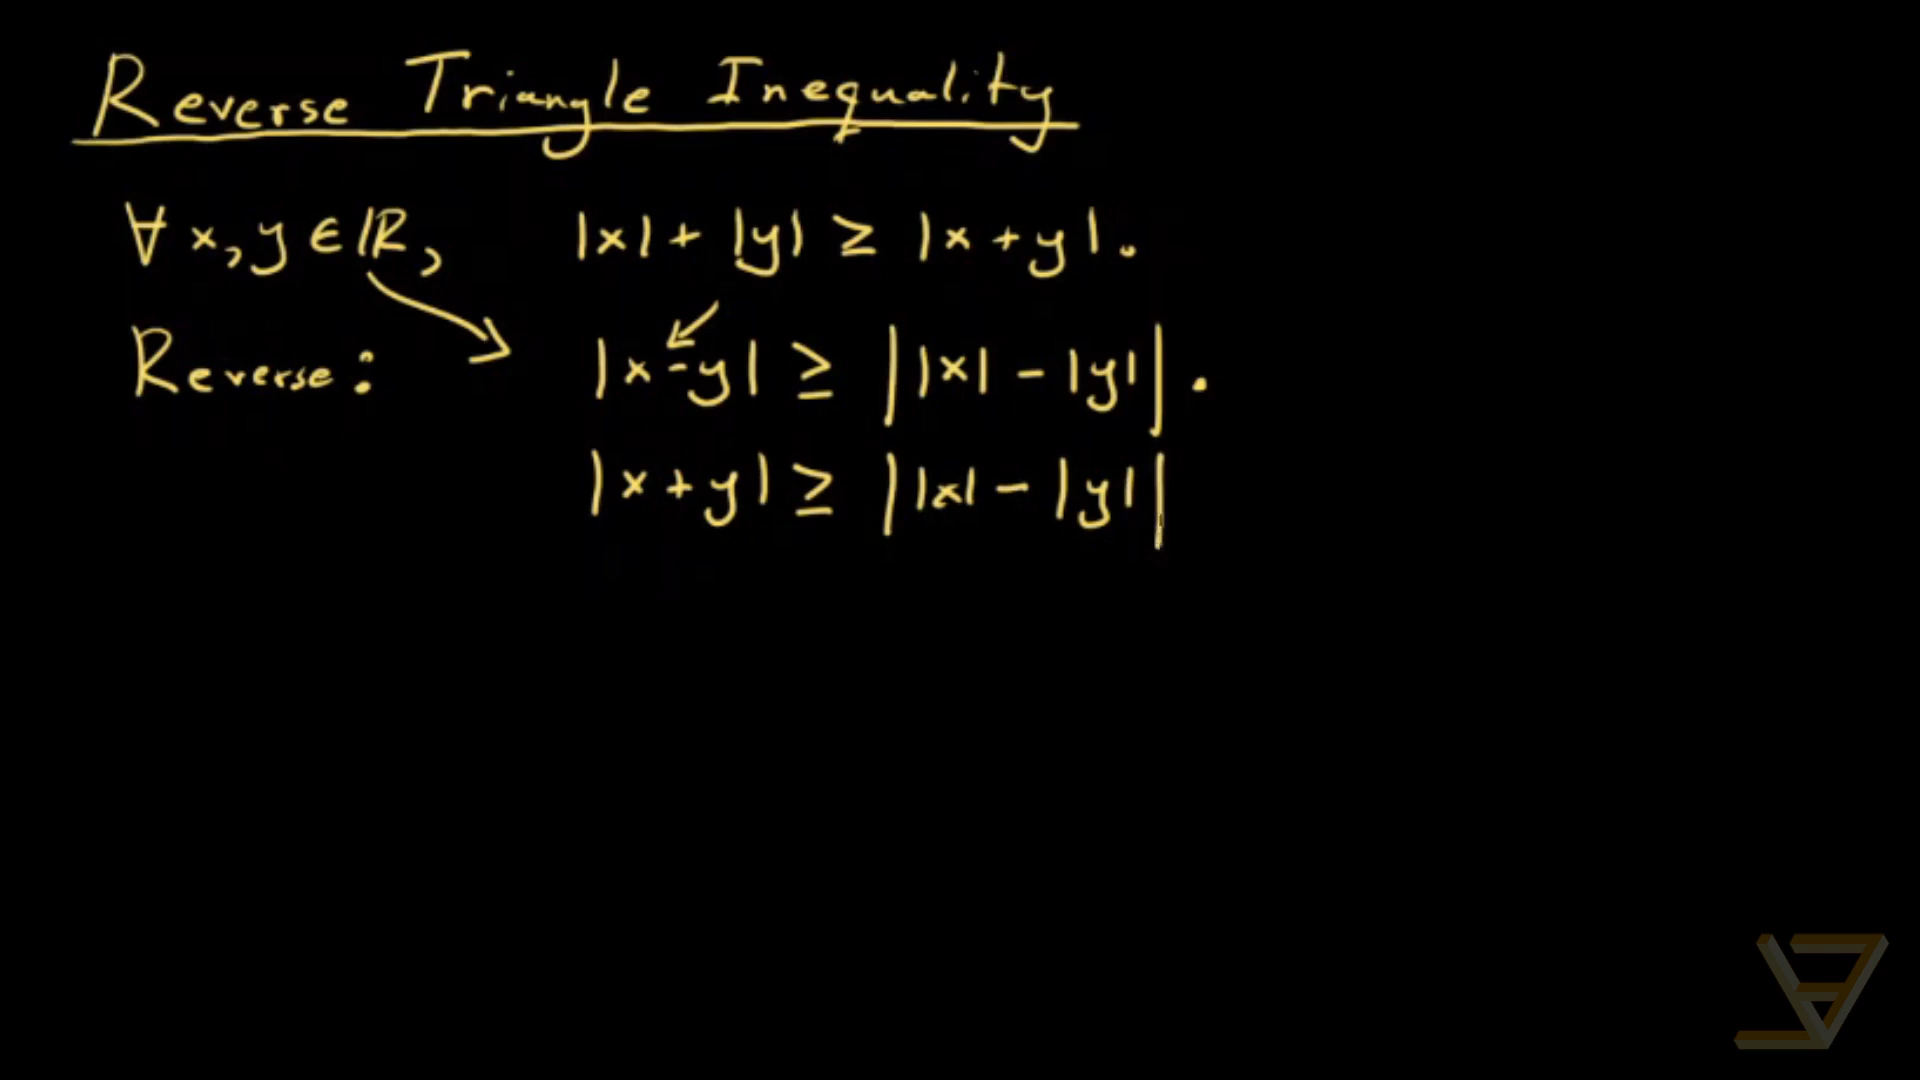 Reverse Triangle Inequality
∀ x, y ∈ ℝ, |x| + |y| ≥ |x + y|.
Reverse: |x - y| ≥ ||x| - |y||.
|x + y| ≥ ||x| - |y||